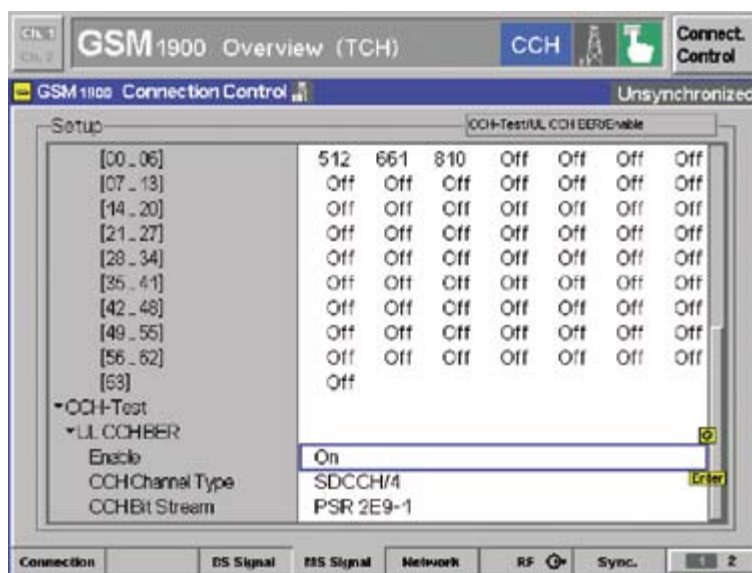 Ch. 1
Ch. 2
GSM 1900 Overview (TCH)
CCH
Connect.
Control
GSM 1900 Connection Control
Unsynchronized
Setup
CCH-Test/UL CCH BER/Enable
[00 _ 06] 512 661 810 Off Off Off Off
[07 _ 13] Off Off Off Off Off Off Off
[14 _ 20] Off Off Off Off Off Off Off
[21 _ 27] Off Off Off Off Off Off Off
[28 _ 34] Off Off Off Off Off Off Off
[35 _ 41] Off Off Off Off Off Off Off
[42 _ 48] Off Off Off Off Off Off Off
[49 _ 55] Off Off Off Off Off Off Off
[56 _ 62] Off Off Off Off Off Off Off
[63] Off
CCH-Test
UL CCH BER
Enable On
CCH Channel Type SDCCH/4
Enter
CCH Bit Stream PSR 2E9-1
Connection BS Signal MS Signal Network RF Sync. 1 2